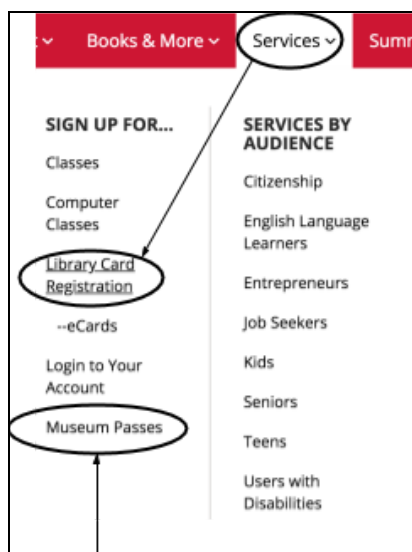 Books & More
Services
Summ
SIGN UP FOR...
Classes
Computer
Classes
Library Card
Registration
--eCards
Login to Your
Account
Museum Passes
SERVICES BY
AUDIENCE
Citizenship
English Language
Learners
Entrepreneurs
Job Seekers
Kids
Seniors
Teens
Users with
Disabilities